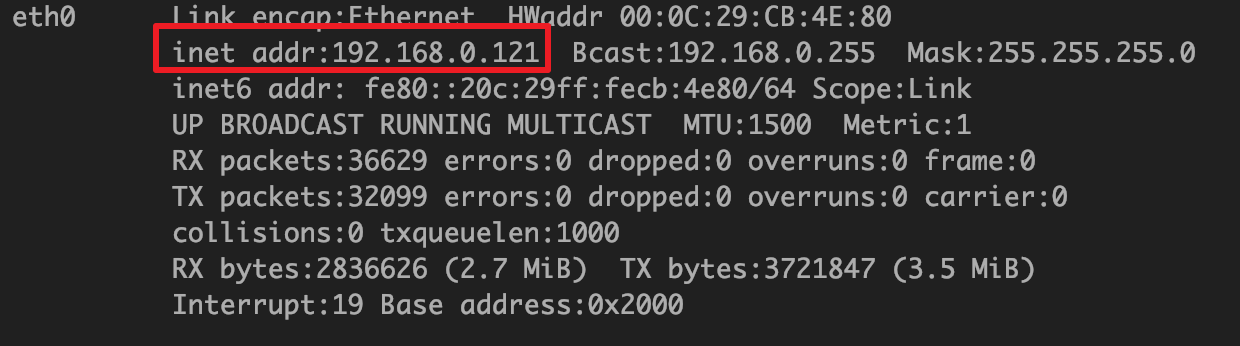 eth0 Link encap:Ethernet HWaddr 00:0C:29:CB:4E:80
inet addr:192.168.0.121 Bcast:192.168.0.255 Mask:255.255.255.0
inet6 addr: fe80::20c:29ff:fecb:4e80/64 Scope:Link
UP BROADCAST RUNNING MULTICAST MTU:1500 Metric:1
RX packets:36629 errors:0 dropped:0 overruns:0 frame:0
TX packets:32099 errors:0 dropped:0 overruns:0 carrier:0
collisions:0 txqueuelen:1000
RX bytes:2836626 (2.7 MiB) TX bytes:3721847 (3.5 MiB)
Interrupt:19 Base address:0x2000